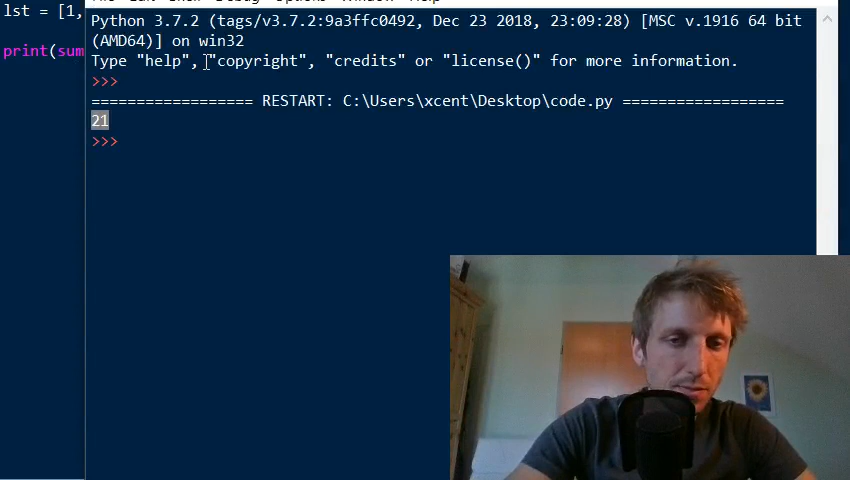 lst = [1,
print(sum
Python 3.7.2 (tags/v3.7.2:9a3ffc0492, Dec 23 2018, 23:09:28) [MSC v.1916 64 bit
(AMD64)] on win32
Type "help", "copyright", "credits" or "license()" for more information.
>>>
================== RESTART: C:\Users\xcent\Desktop\code.py ==================
21
>>>